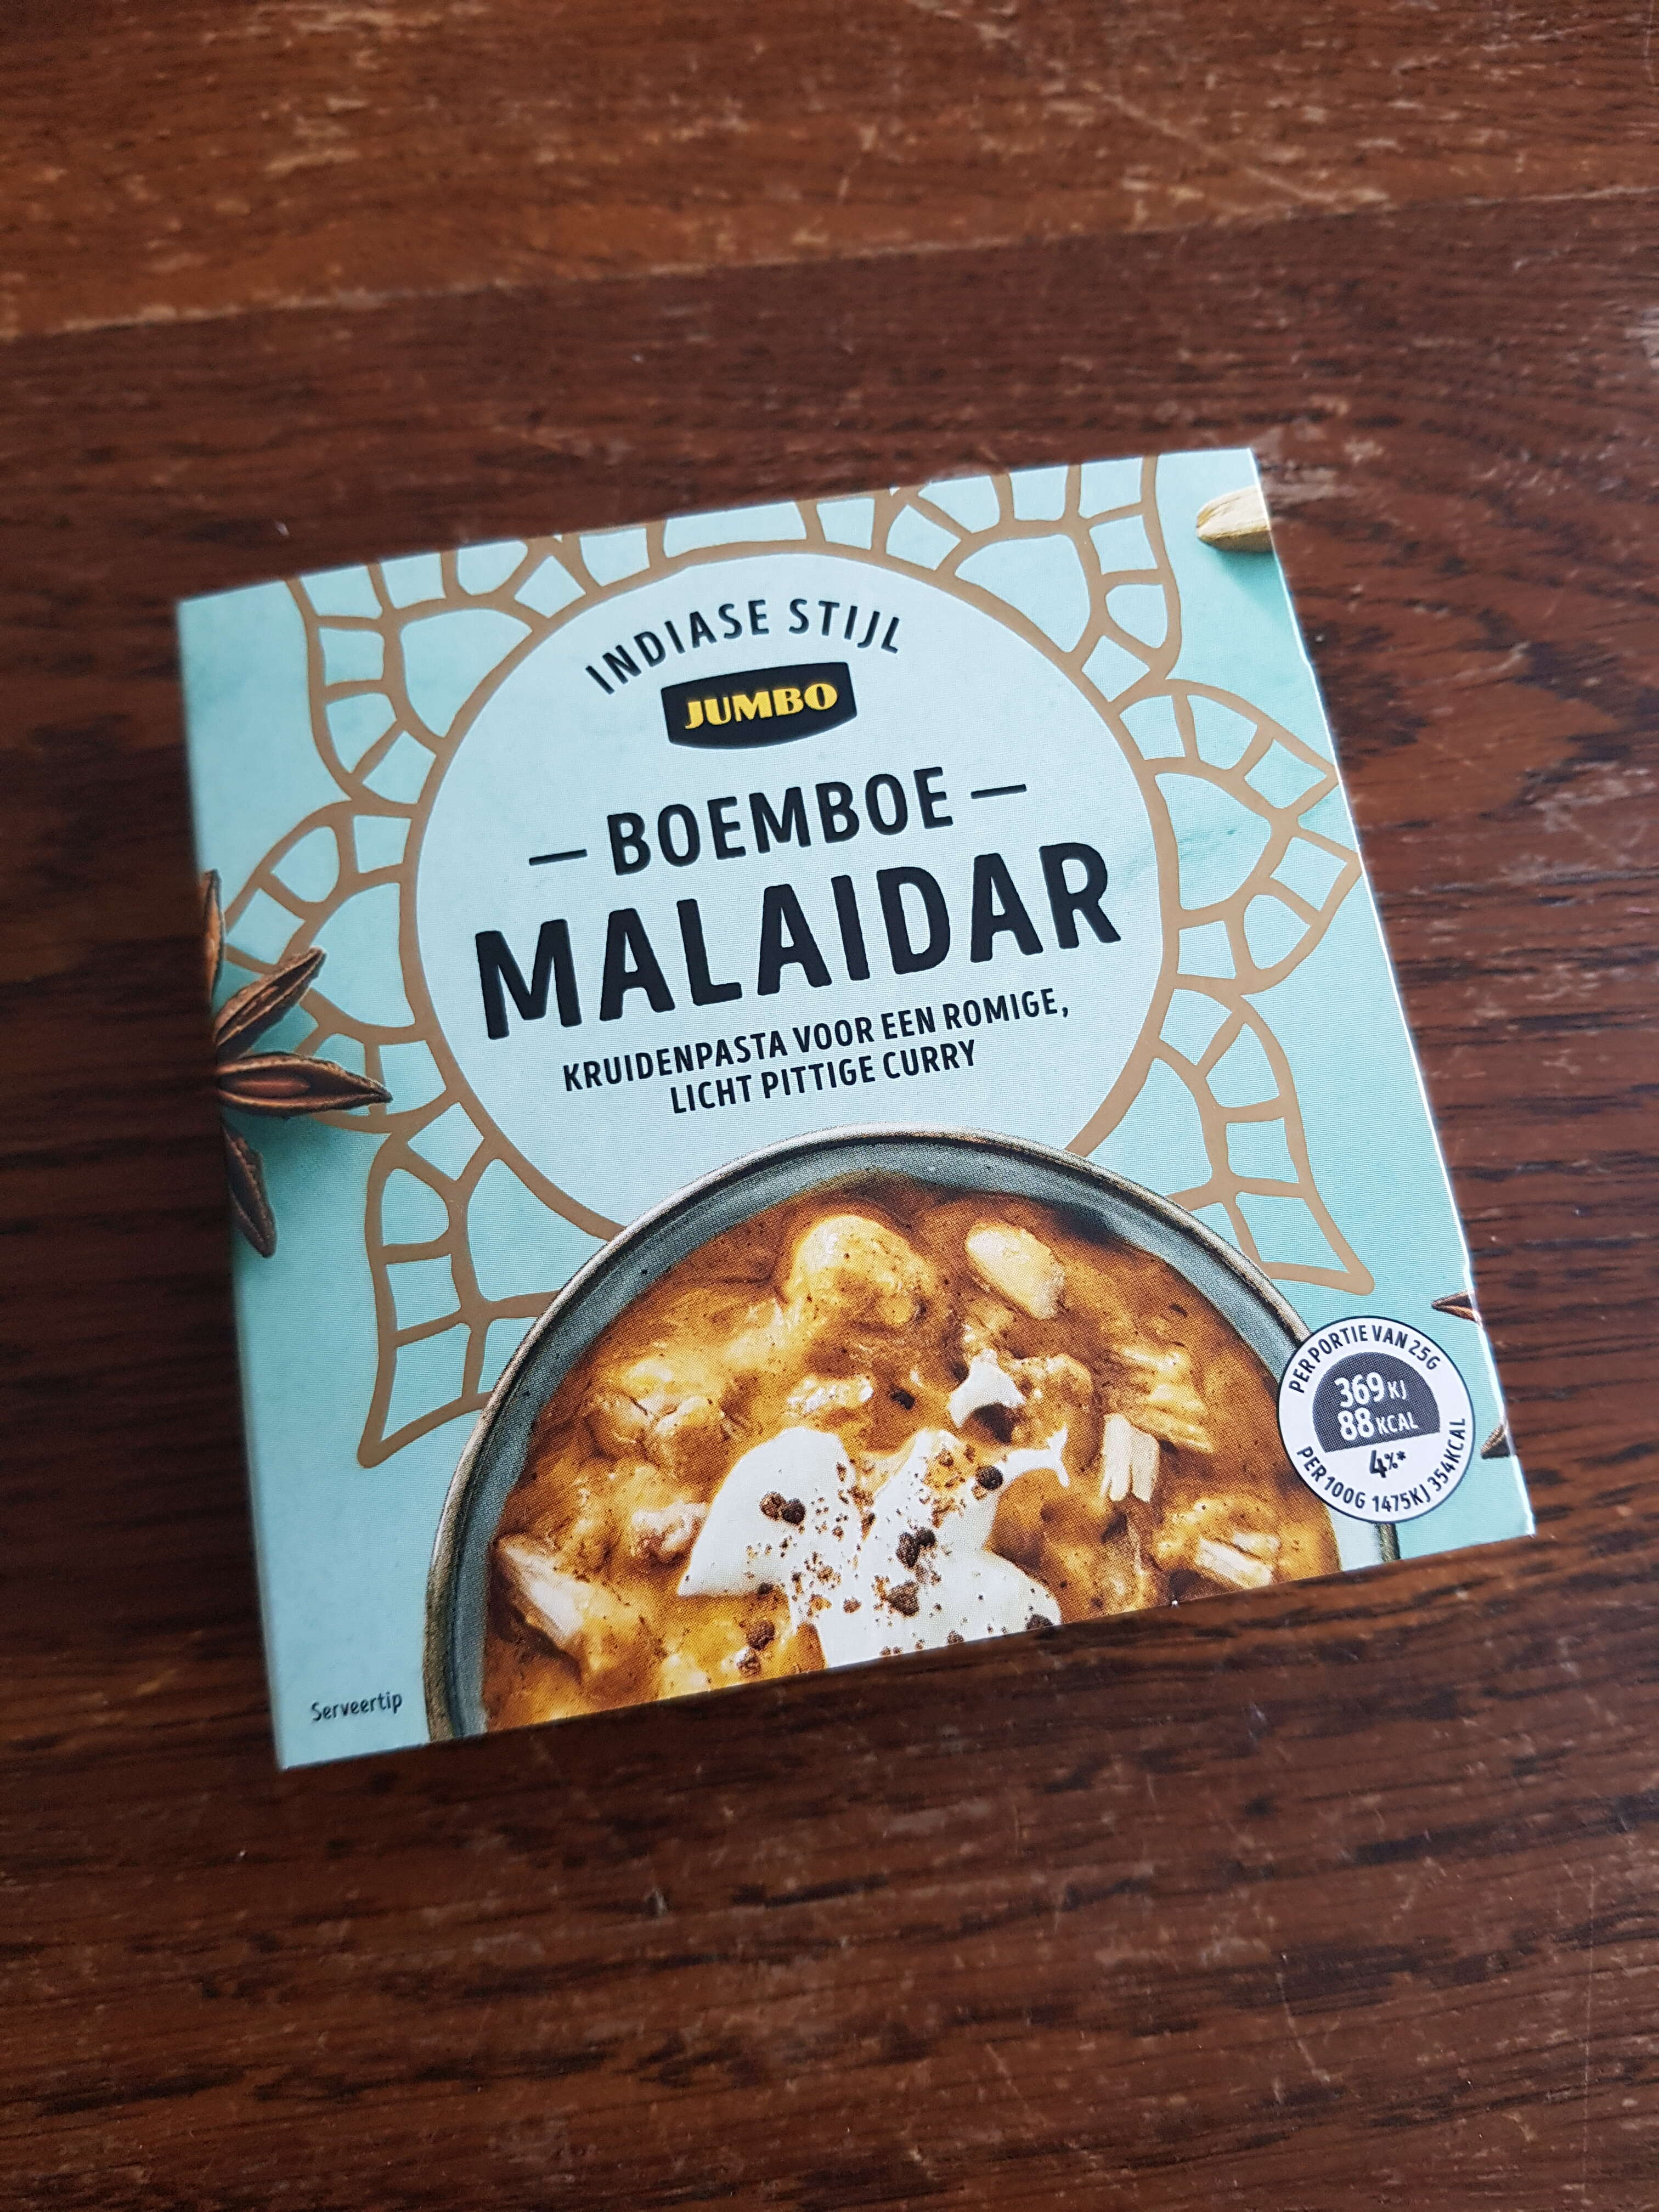 INDIASE STIJL
JUMBO
— BOEMBOE —
MALAIDAR
KRUIDENPASTA VOOR EEN ROMIGE,
LICHT PITTIGE CURRY
PER PORTIE VAN 25G
369 KJ
88 KCAL
4%*
PER 100G 1475KJ 354KCAL
Serveertip